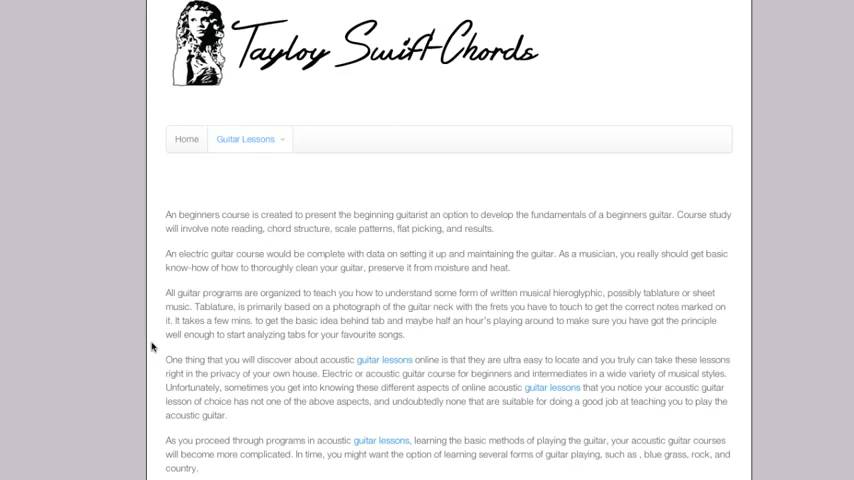 Tayloy Swift Chords
Home
Guitar Lessons
An beginners course is created to present the beginning guitarist an option to develop the fundamentals of a beginners guitar. Course study
will involve note reading, chord structure, scale patterns, flat picking, and results.
An electric guitar course would be complete with data on setting it up and maintaining the guitar. As a musician, you really should get basic
know-how of how to thoroughly clean your guitar, preserve it from moisture and heat.
All guitar programs are organized to teach you how to understand some form of written musical hieroglyphic, possibly tablature or sheet
music. Tablature, is primarily based on a photograph of the guitar neck with the frets you have to touch to get the correct notes marked on
it. It takes a few mins. to get the basic idea behind tab and maybe half an hour's playing around to make sure you have got the principle
well enough to start analyzing tabs for your favourite songs.
One thing that you will discover about acoustic guitar lessons online is that they are ultra easy to locate and you truly can take these lessons
right in the privacy of your own house. Electric or acoustic guitar course for beginners and intermediates in a wide variety of musical styles.
Unfortunately, sometimes you get into knowing these different aspects of online acoustic guitar lessons that you notice your acoustic guitar
lesson of choice has not one of the above aspects, and undoubtedly none that are suitable for doing a good job at teaching you to play the
acoustic guitar.
As you proceed through programs in acoustic guitar lessons, learning the basic methods of playing the guitar, your acoustic guitar courses
will become more complicated. In time, you might want the option of learning several forms of guitar playing, such as , blue grass, rock, and
country.